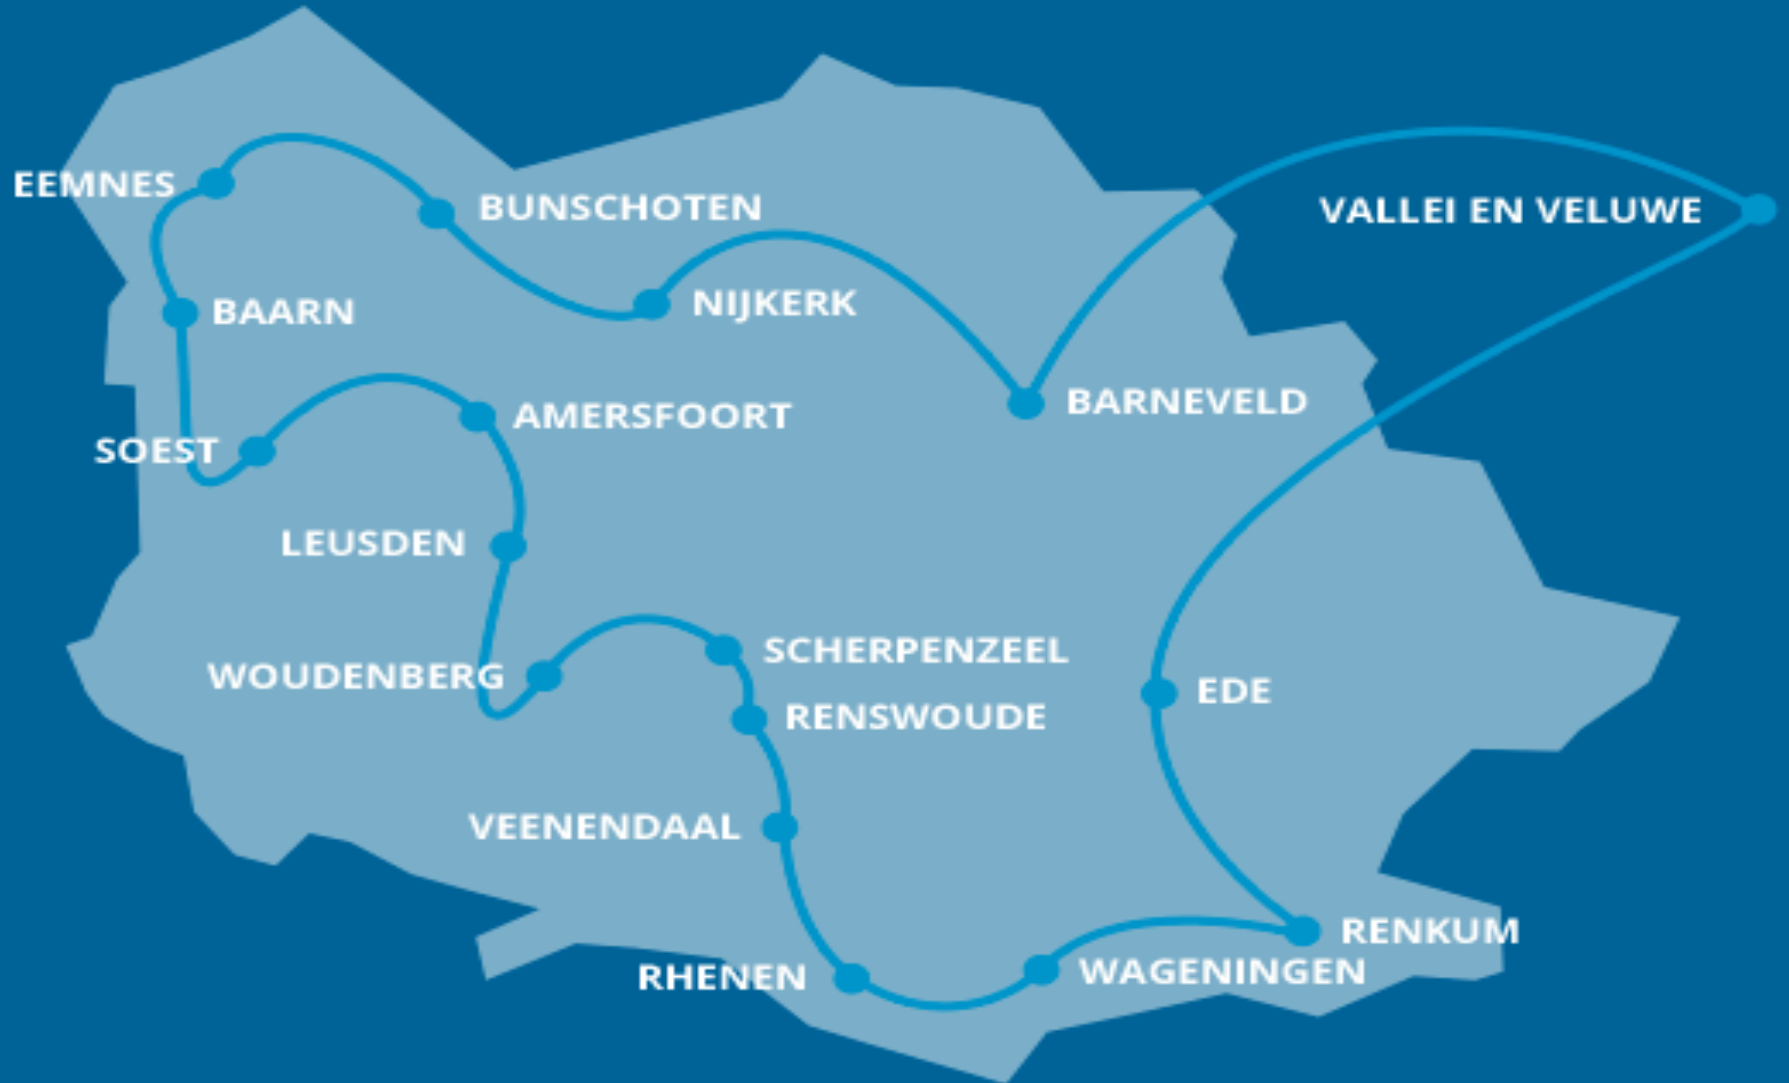 EEMNES
BUNSCHOTEN
VALLEI EN VELUWE
NIJKERK
BAARN
BARNEVELD
AMERSFOORT
SOEST
LEUSDEN
SCHERPENZEEL
WOUDENBERG
EDE
RENSWOUDE
VEENENDAAL
RENKUM
WAGENINGEN
RHENEN